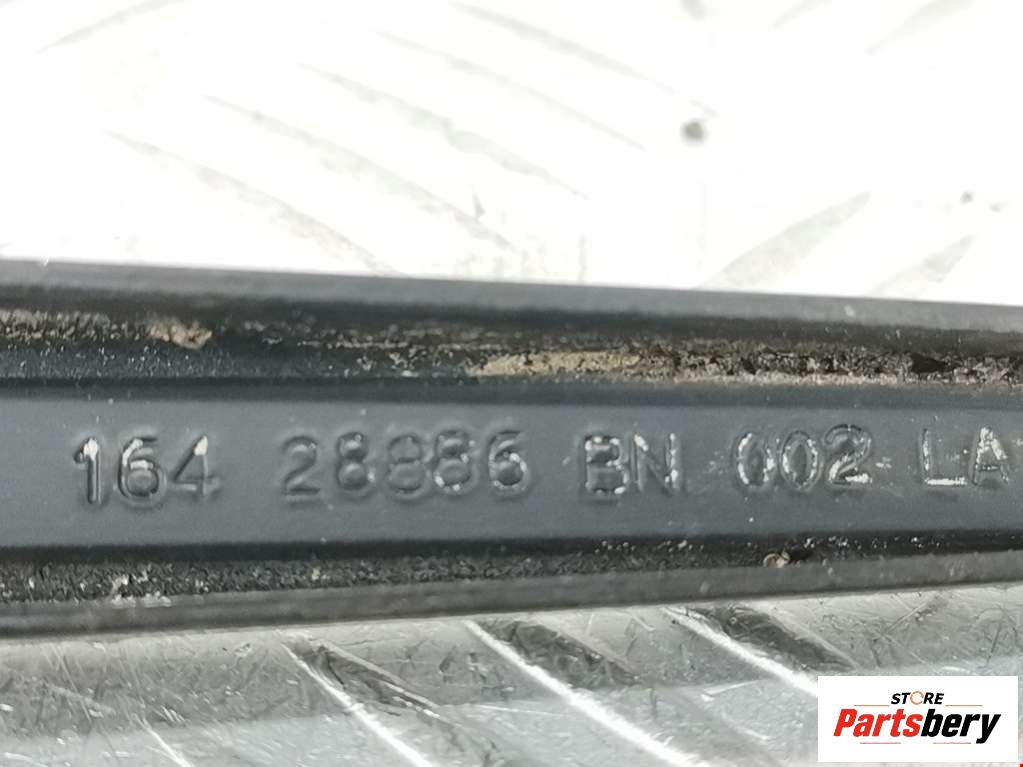 164 28886 BN 002 LA
STORE
Partsbery